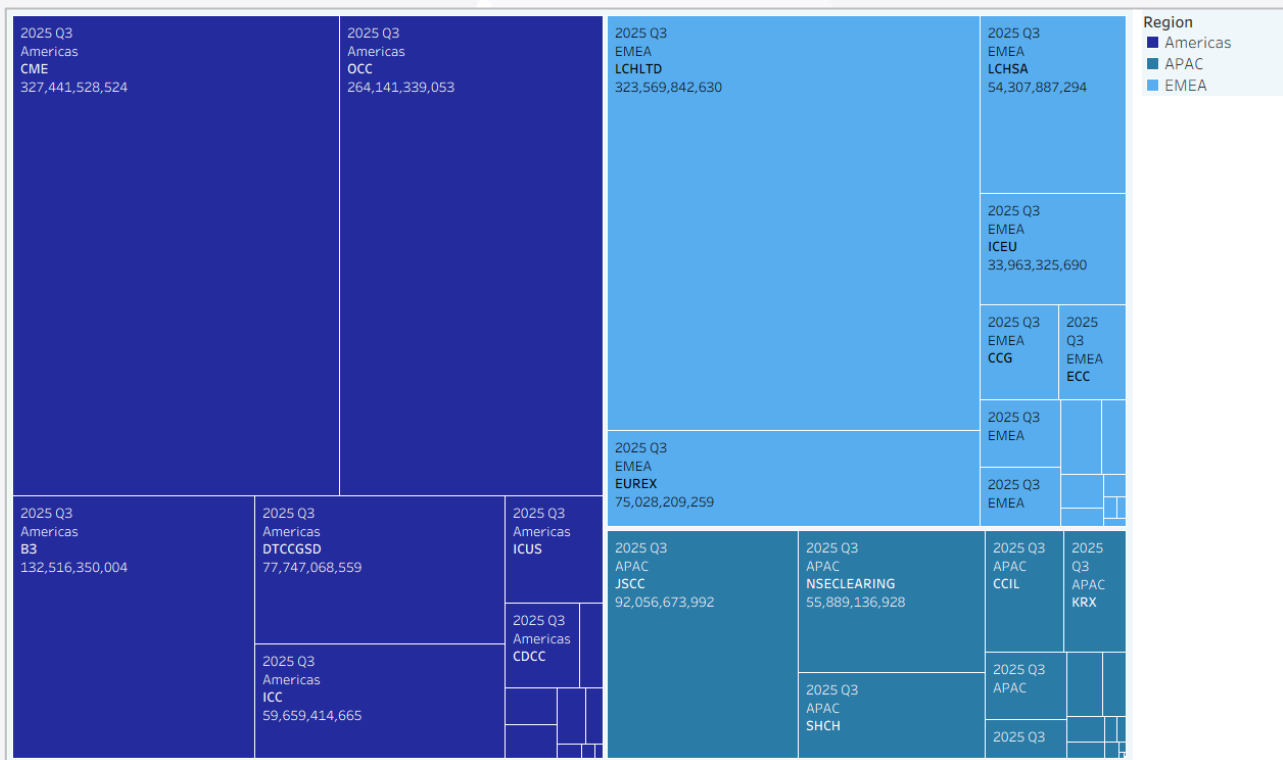 2025 Q3
Americas
CME
327,441,528,524
2025 Q3
Americas
OCC
264,141,339,053
2025 Q3
Americas
B3
132,516,350,004
2025 Q3
Americas
DTCCGSD
77,747,068,559
2025 Q3
Americas
ICC
59,659,414,665
2025 Q3
Americas
ICUS
2025 Q3
Americas
CDCC
2025 Q3
EMEA
LCHLTD
323,569,842,630
2025 Q3
EMEA
EUREX
75,028,209,259
2025 Q3
EMEA
LCHSA
54,307,887,294
2025 Q3
EMEA
ICEU
33,963,325,690
2025 Q3
EMEA
CCG
2025
Q3
EMEA
ECC
2025 Q3
EMEA
2025 Q3
EMEA
2025 Q3
APAC
JSCC
92,056,673,992
2025 Q3
APAC
NSECLEARING
55,889,136,928
2025 Q3
APAC
SHCH
2025 Q3
APAC
CCIL
2025
Q3
APAC
KRX
2025 Q3
APAC
2025 Q3
Region
Americas
APAC
EMEA